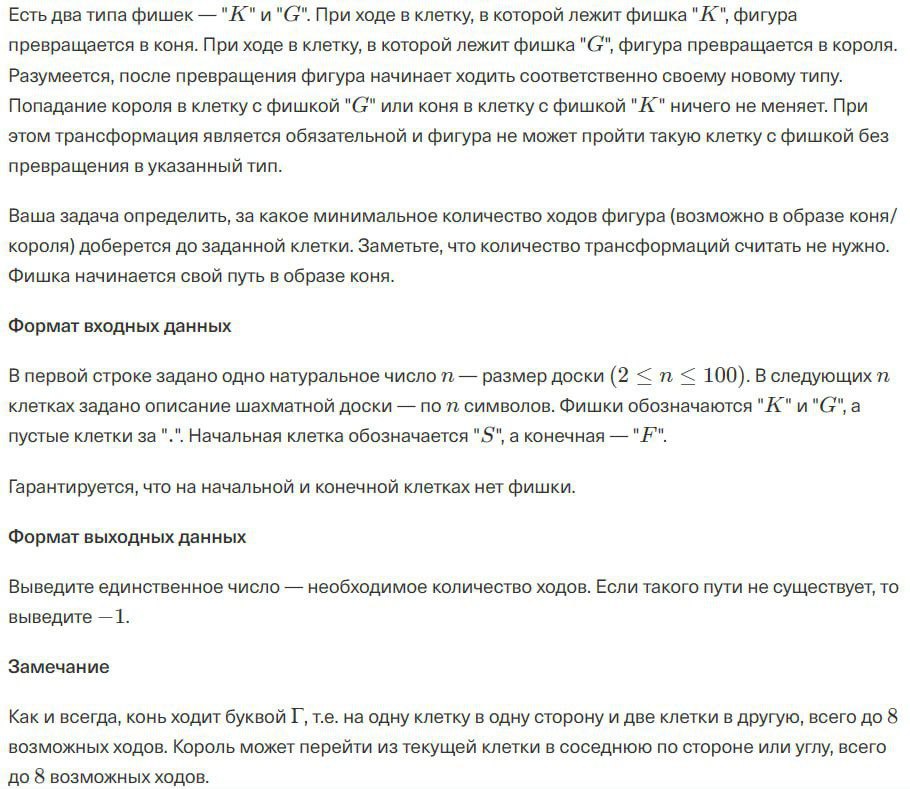 Есть два типа фишек — "K" и "G". При ходе в клетку, в которой лежит фишка "K", фигура
превращается в коня. При ходе в клетку, в которой лежит фишка "G", фигура превращается в короля.
Разумеется, после превращения фигура начинает ходить соответственно своему новому типу.
Попадание короля в клетку с фишкой "G" или коня в клетку с фишкой "K" ничего не меняет. При
этом трансформация является обязательной и фигура не может пройти такую клетку с фишкой без
превращения в указанный тип.
Ваша задача определить, за какое минимальное количество ходов фигура (возможно в образе коня/
короля) доберется до заданной клетки. Заметьте, что количество трансформаций считать не нужно.
Фишка начинается свой путь в образе коня.
Формат входных данных
В первой строке задано одно натуральное число n — размер доски (2 ≤ n ≤ 100). В следующих n
клетках задано описание шахматной доски — по n символов. Фишки обозначаются "K" и "G", а
пустые клетки за ".". Начальная клетка обозначается "S", а конечная — "F".
Гарантируется, что на начальной и конечной клетках нет фишки.
Формат выходных данных
Выведите единственное число — необходимое количество ходов. Если такого пути не существует, то
выведите −1.
Замечание
Как и всегда, конь ходит буквой Г, т.е. на одну клетку в одну сторону и две клетки в другую, всего до 8
возможных ходов. Король может перейти из текущей клетки в соседнюю по стороне или углу, всего
до 8 возможных ходов.